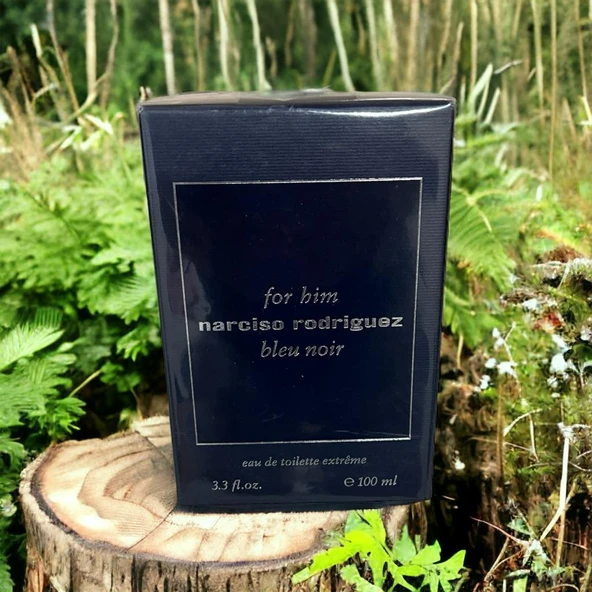 for him
narciso rodriguez
bleu noir
eau de toilette extrême
3.3 fl.oz. ℮ 100 ml